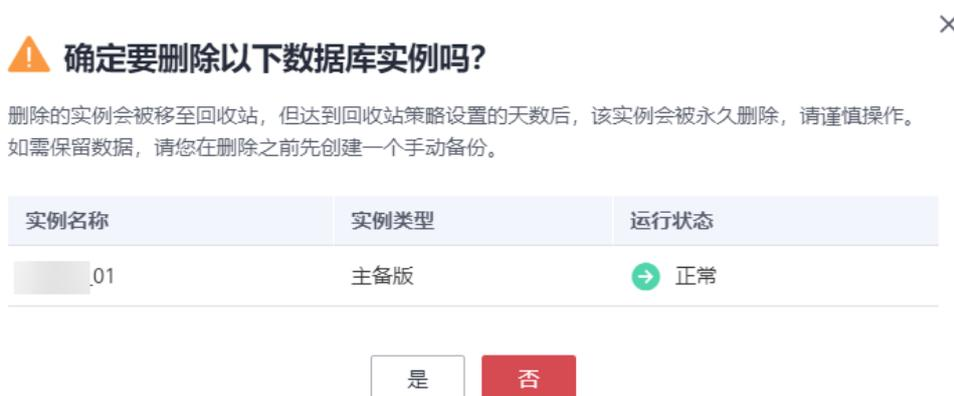 确定要删除以下数据库实例吗？
删除的实例会被移至回收站，但达到回收站策略设置的天数后，该实例会被永久删除，请谨慎操作。
如需保留数据，请您在删除之前先创建一个手动备份。
实例名称 实例类型 运行状态
_01 主备版 正常
是 否